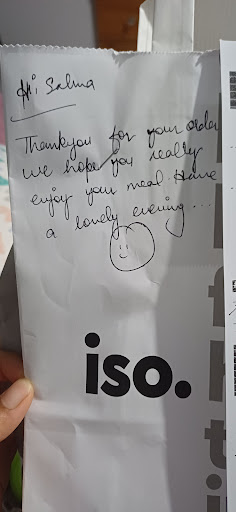 Hi Salma
Thankyou for your order
we hope you really
enjoy your meal. Have
a lovely evening...
iso.